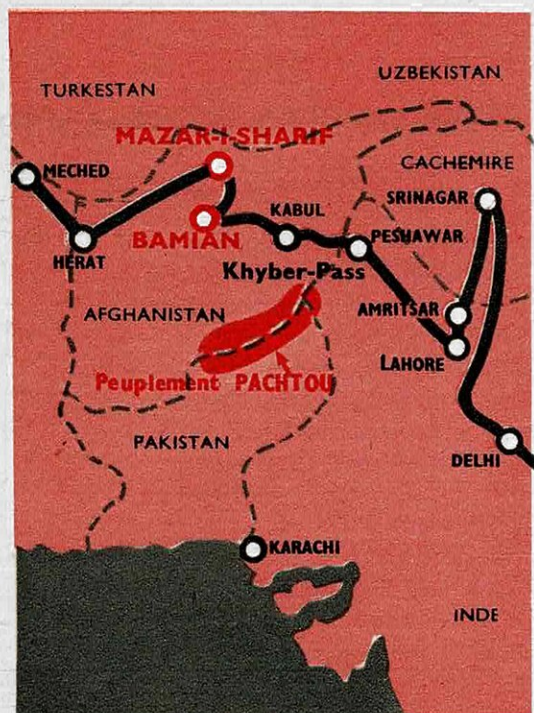 UZBEKISTAN
TURKESTAN
MAZAR-I-SHARIF
CACHEMIRE
MECHED
SRINAGAR
KABUL
BAMIAN
PESHAWAR
HERAT
Khyber-Pass
AFGHANISTAN
AMRITSAR
LAHORE
Peuplement PACHTOU
PAKISTAN
DELHI
KARACHI
INDE